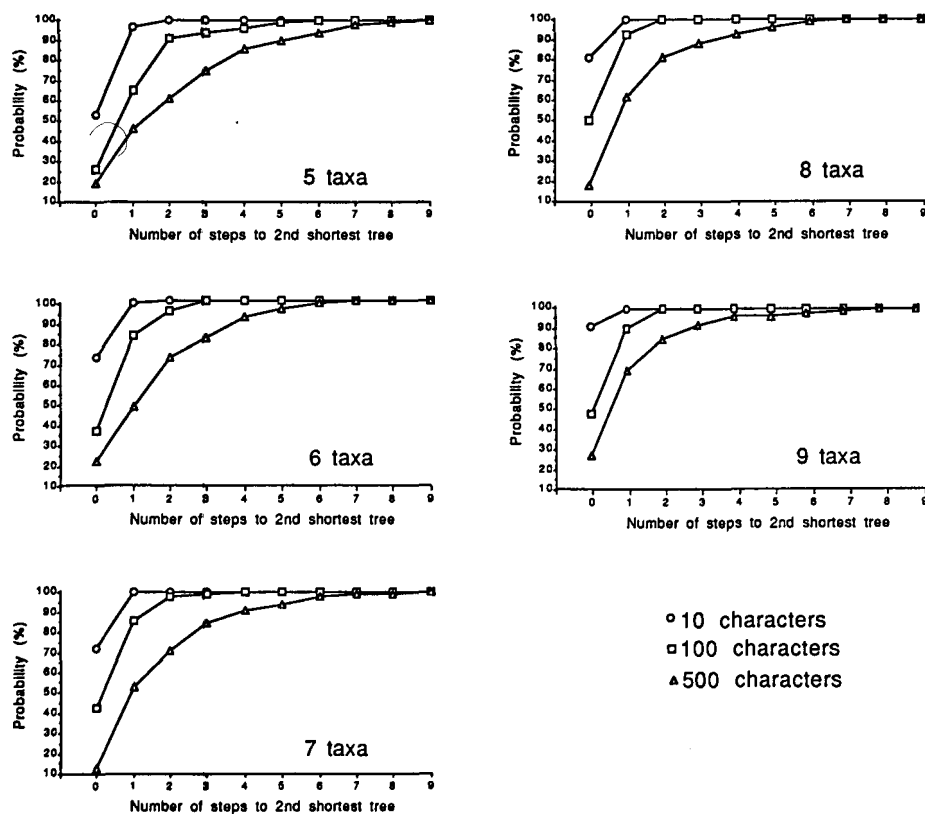 Probability (%)
100
90
80
70
60
50
40
30
20
10
5 taxa
0 1 2 3 4 5 6 7 8 9
Number of steps to 2nd shortest tree
Probability (%)
100
90
80
70
60
50
40
30
20
10
8 taxa
0 1 2 3 4 5 6 7 8 9
Number of steps to 2nd shortest tree
Probability (%)
100
90
80
70
60
50
40
30
20
10
6 taxa
0 1 2 3 4 5 6 7 8 9
Number of steps to 2nd shortest tree
Probability (%)
100
90
80
70
60
50
40
30
20
10
9 taxa
0 1 2 3 4 5 6 7 8 9
Number of steps to 2nd shortest tree
Probability (%)
100
90
80
70
60
50
40
30
20
10
7 taxa
0 1 2 3 4 5 6 7 8 9
Number of steps to 2nd shortest tree
10 characters
100 characters
500 characters